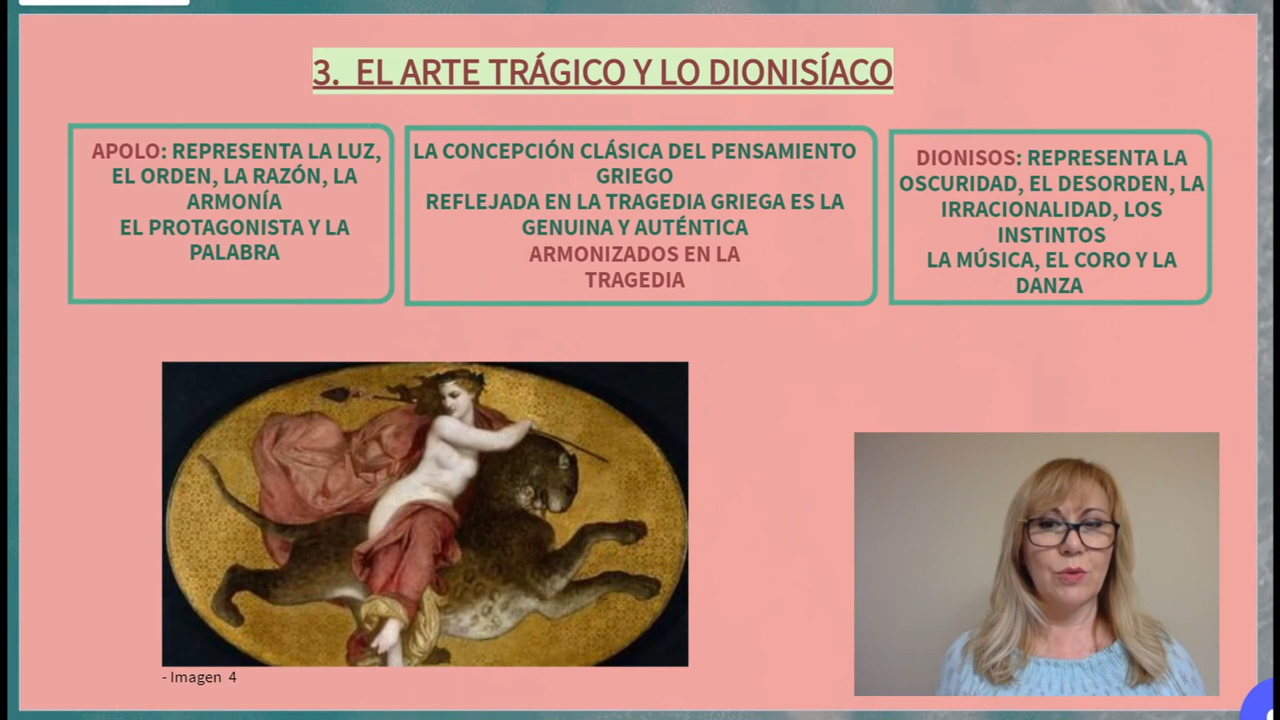 3. EL ARTE TRÁGICO Y LO DIONISÍACO
APOLO: REPRESENTA LA LUZ,
EL ORDEN, LA RAZÓN, LA
ARMONÍA
EL PROTAGONISTA Y LA
PALABRA
LA CONCEPCIÓN CLÁSICA DEL PENSAMIENTO
GRIEGO
REFLEJADA EN LA TRAGEDIA GRIEGA ES LA
GENUINA Y AUTÉNTICA
ARMONIZADOS EN LA
TRAGEDIA
DIONISOS: REPRESENTA LA
OSCURIDAD, EL DESORDEN, LA
IRRACIONALIDAD, LOS
INSTINTOS
LA MÚSICA, EL CORO Y LA
DANZA
- Imagen 4